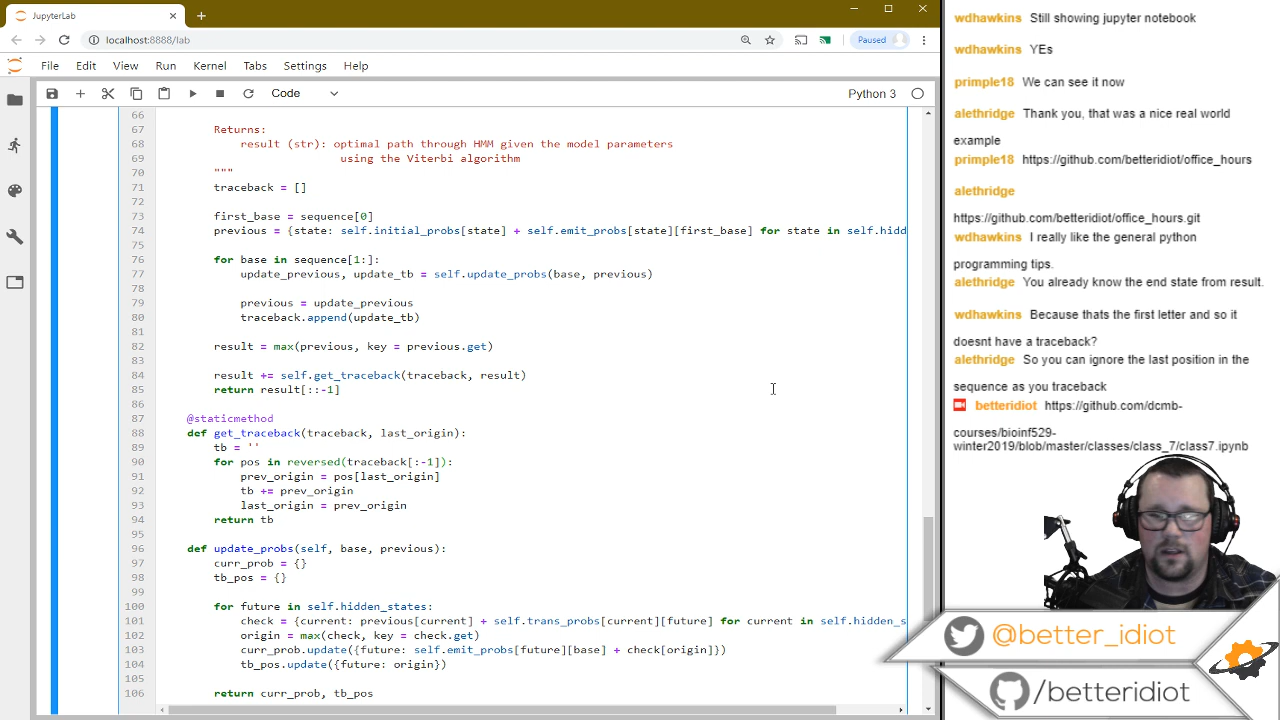 JupyterLab
localhost:8888/lab
Paused
File Edit View Run Kernel Tabs Settings Help
Code
Python 3
66
67 Returns:
68 result (str): optimal path through HMM given the model parameters
69 using the Viterbi algorithm
70 """
71 traceback = []
72
73 first_base = sequence[0]
74 previous = {state: self.initial_probs[state] + self.emit_probs[state][first_base] for state in self.hidd
75
76 for base in sequence[1:]:
77 update_previous, update_tb = self.update_probs(base, previous)
78
79 previous = update_previous
80 traceback.append(update_tb)
81
82 result = max(previous, key = previous.get)
83
84 result += self.get_traceback(traceback, result)
85 return result[::-1]
86
87 @staticmethod
88 def get_traceback(traceback, last_origin):
89 tb = ''
90 for pos in reversed(traceback[:-1]):
91 prev_origin = pos[last_origin]
92 tb += prev_origin
93 last_origin = prev_origin
94 return tb
95
96 def update_probs(self, base, previous):
97 curr_prob = {}
98 tb_pos = {}
99
100 for future in self.hidden_states:
101 check = {current: previous[current] + self.trans_probs[current][future] for current in self.hidden_s
102 origin = max(check, key = check.get)
103 curr_prob.update({future: self.emit_probs[future][base] + check[origin]})
104 tb_pos.update({future: origin})
105
106 return curr_prob, tb_pos
wdhawkins Still showing jupyter notebook
wdhawkins YEs
primple18 We can see it now
alethridge Thank you, that was a nice real world
example
primple18 https://github.com/betteridiot/office_hours
alethridge
https://github.com/betteridiot/office_hours.git
wdhawkins I really like the general python
programming tips.
alethridge You already know the end state from result.
wdhawkins Because thats the first letter and so it
doesnt have a traceback?
alethridge So you can ignore the last position in the
sequence as you traceback
betteridiot https://github.com/dcmb-
courses/bioinf529-
winter2019/blob/master/classes/class_7/class7.ipynb
@better_idiot
/betteridiot